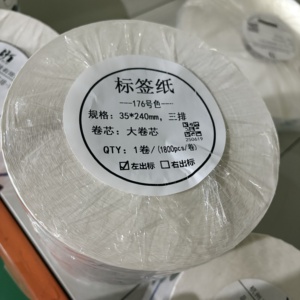 标签纸
176号色
规格：35*240mm，三排
卷芯：大卷芯
QTY：1卷/(1800pcs/卷)
☑左出标 □右出标